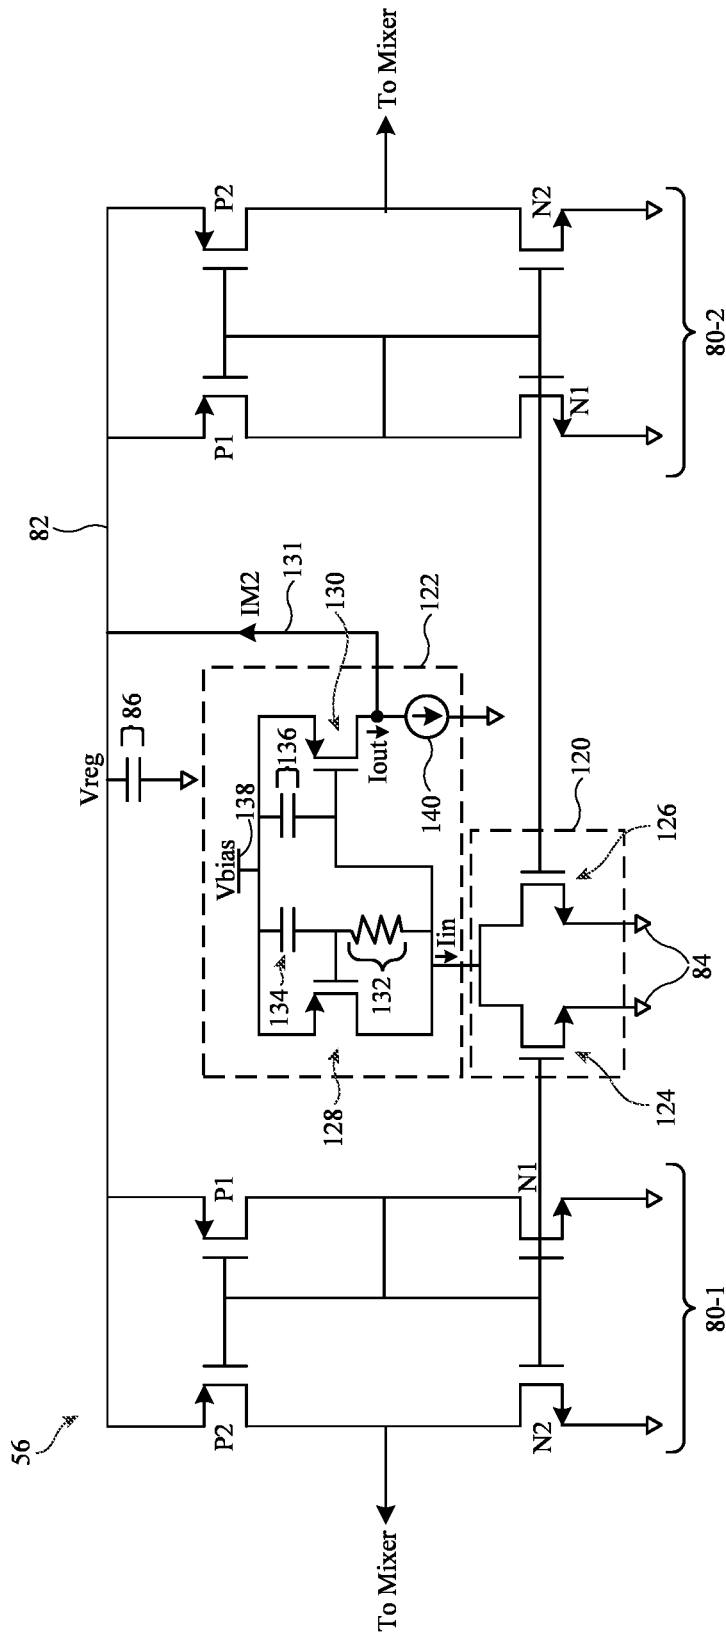 56
82
Vreg
86
IM2
131
Vbias
138
136
134
132
128
130
Iout
140
122
Iin
120
124
126
84
P2
P1
N2
N1
80-1
To Mixer
P1
P2
N1
N2
80-2
To Mixer